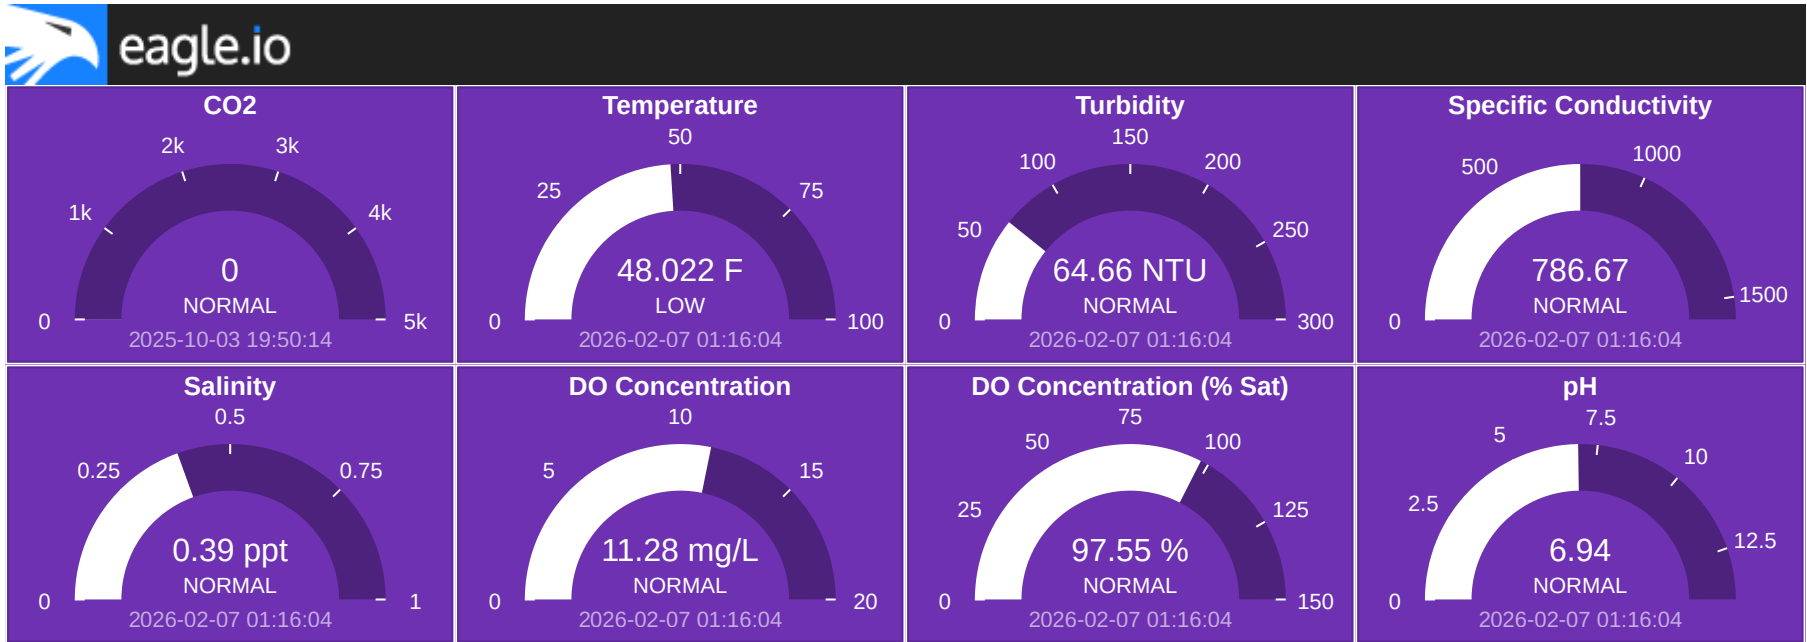 eagle.io
CO2
0
1k
2k
3k
4k
5k
0
NORMAL
2025-10-03 19:50:14
Temperature
0
25
50
75
100
48.022 F
LOW
2026-02-07 01:16:04
Turbidity
0
50
100
150
200
250
300
64.66 NTU
NORMAL
2026-02-07 01:16:04
Specific Conductivity
0
500
1000
1500
786.67
NORMAL
2026-02-07 01:16:04
Salinity
0
0.25
0.5
0.75
1
0.39 ppt
NORMAL
2026-02-07 01:16:04
DO Concentration
0
5
10
15
20
11.28 mg/L
NORMAL
2026-02-07 01:16:04
DO Concentration (% Sat)
0
25
50
75
100
125
150
97.55 %
NORMAL
2026-02-07 01:16:04
pH
0
2.5
5
7.5
10
12.5
6.94
NORMAL
2026-02-07 01:16:04